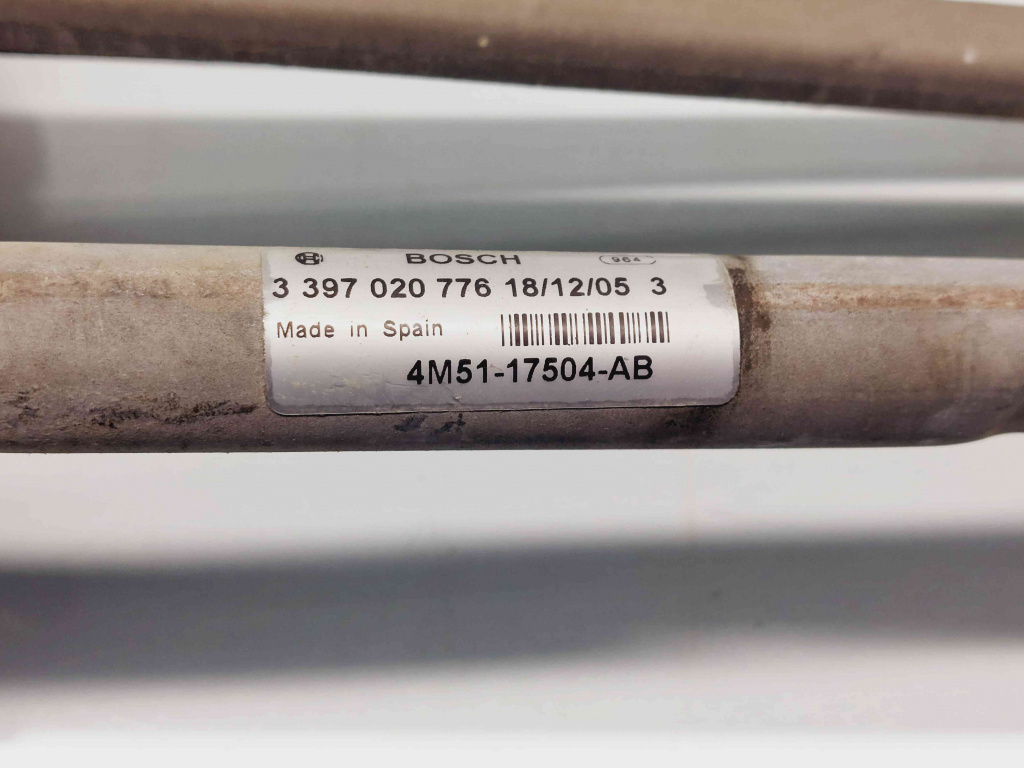 BOSCH 964
3 397 020 776 18/12/05 3
Made in Spain
4M51-17504-AB